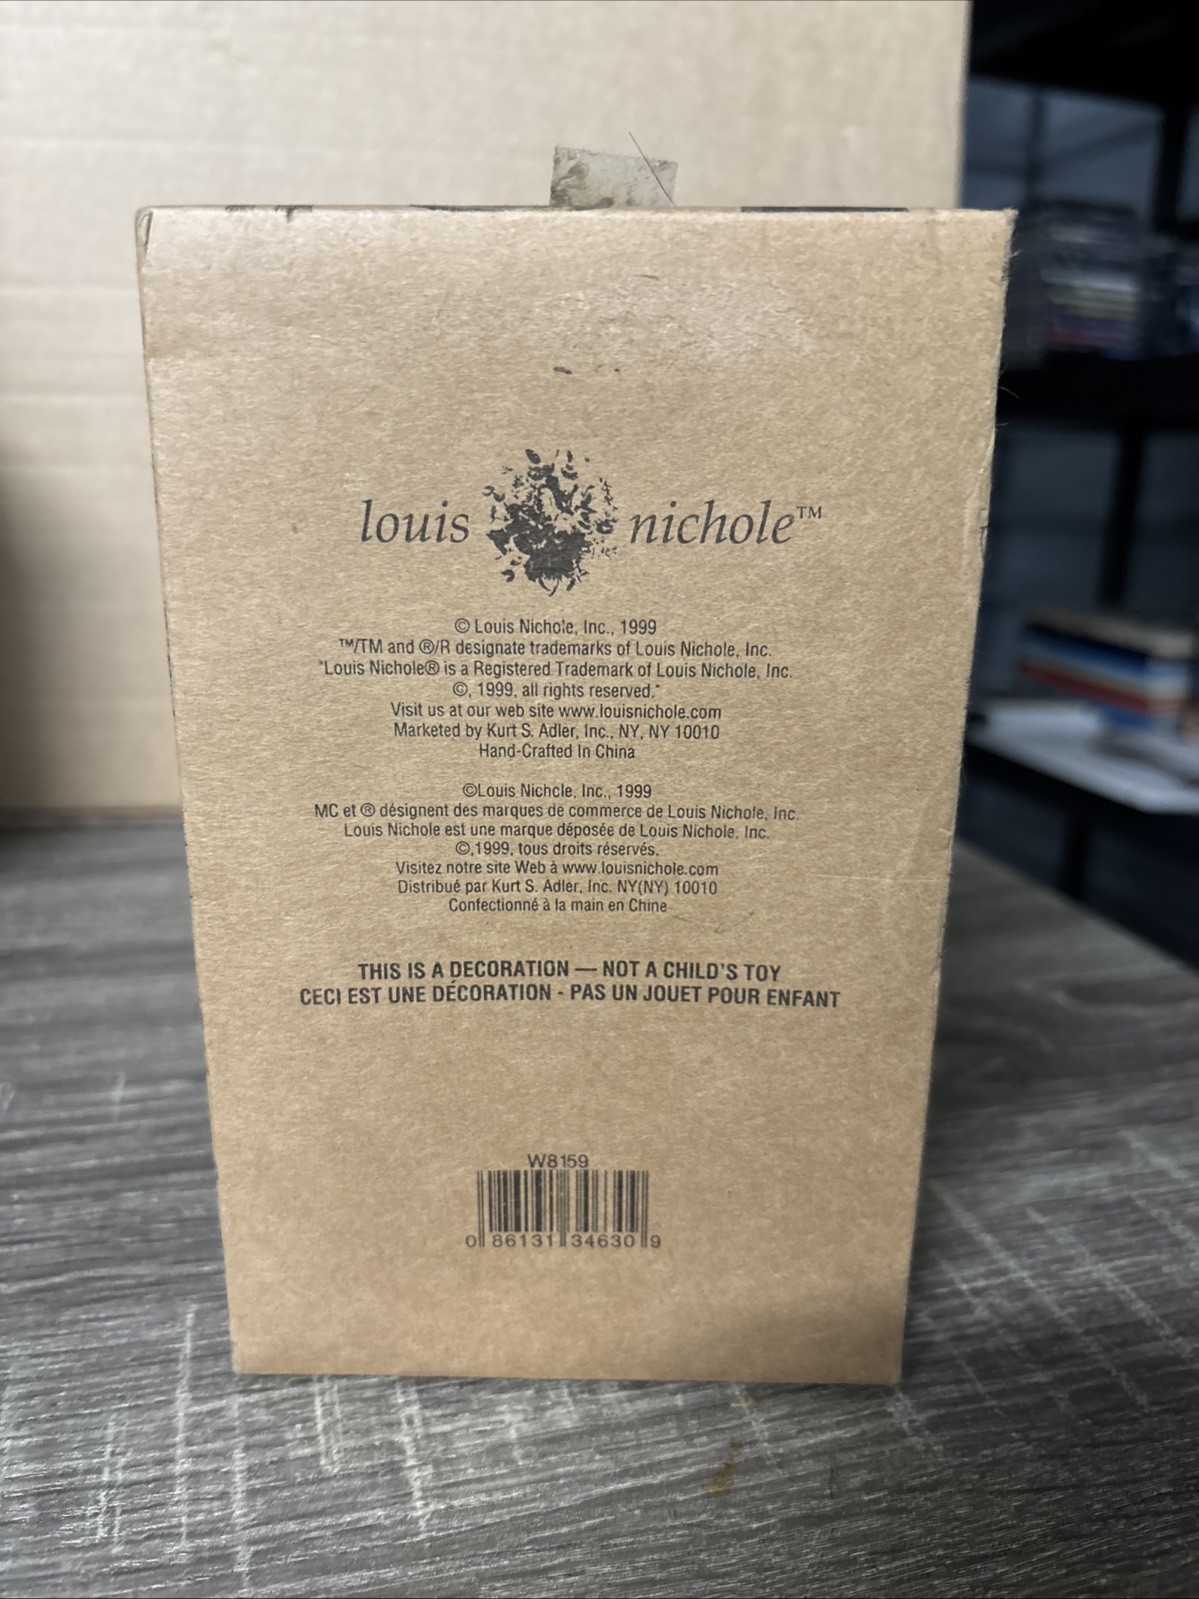 louis nichole™
© Louis Nichole, Inc., 1999
™/TM and ®/R designate trademarks of Louis Nichole, Inc.
"Louis Nichole® is a Registered Trademark of Louis Nichole, Inc.
©, 1999, all rights reserved."
Visit us at our web site www.louisnichole.com
Marketed by Kurt S. Adler, Inc., NY, NY 10010
Hand-Crafted In China
©Louis Nichole, Inc., 1999
MC et ® désignent des marques de commerce de Louis Nichole, Inc.
Louis Nichole est une marque déposée de Louis Nichole, Inc.
©,1999, tous droits réservés.
Visitez notre site Web à www.louisnichole.com
Distribué par Kurt S. Adler, Inc. NY(NY) 10010
Confectionné à la main en Chine
THIS IS A DECORATION — NOT A CHILD'S TOY
CECI EST UNE DÉCORATION - PAS UN JOUET POUR ENFANT
W8159
0 86131 34630 9